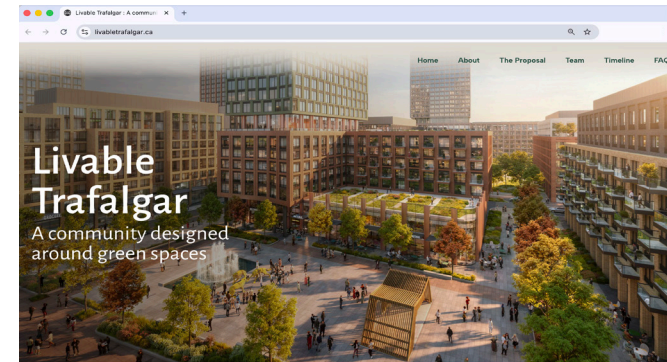 Livable Trafalgar : A commun
livabletrafalgar.ca
Home About The Proposal Team Timeline FAQ
Livable
Trafalgar
A community designed
around green spaces